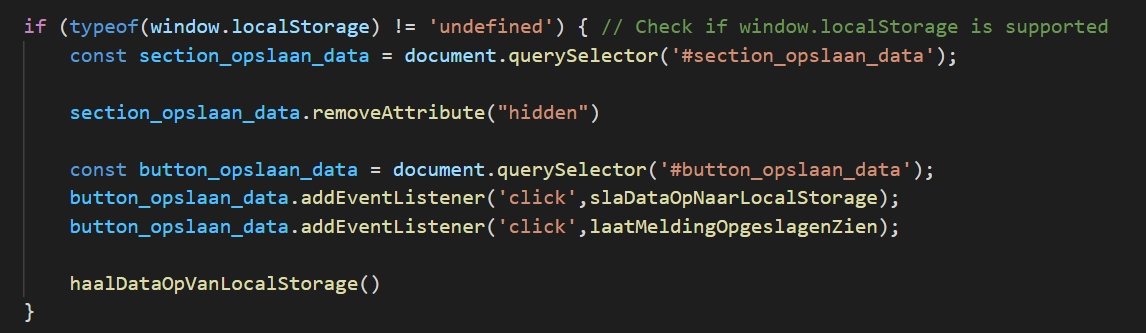 if (typeof(window.localStorage) != 'undefined') { // Check if window.localStorage is supported
    const section_opslaan_data = document.querySelector('#section_opslaan_data');

    section_opslaan_data.removeAttribute("hidden")

    const button_opslaan_data = document.querySelector('#button_opslaan_data');
    button_opslaan_data.addEventListener('click',slaDataOpNaarLocalStorage);
    button_opslaan_data.addEventListener('click',laatMeldingOpgeslagenZien);

    haalDataOpVanLocalStorage()
}